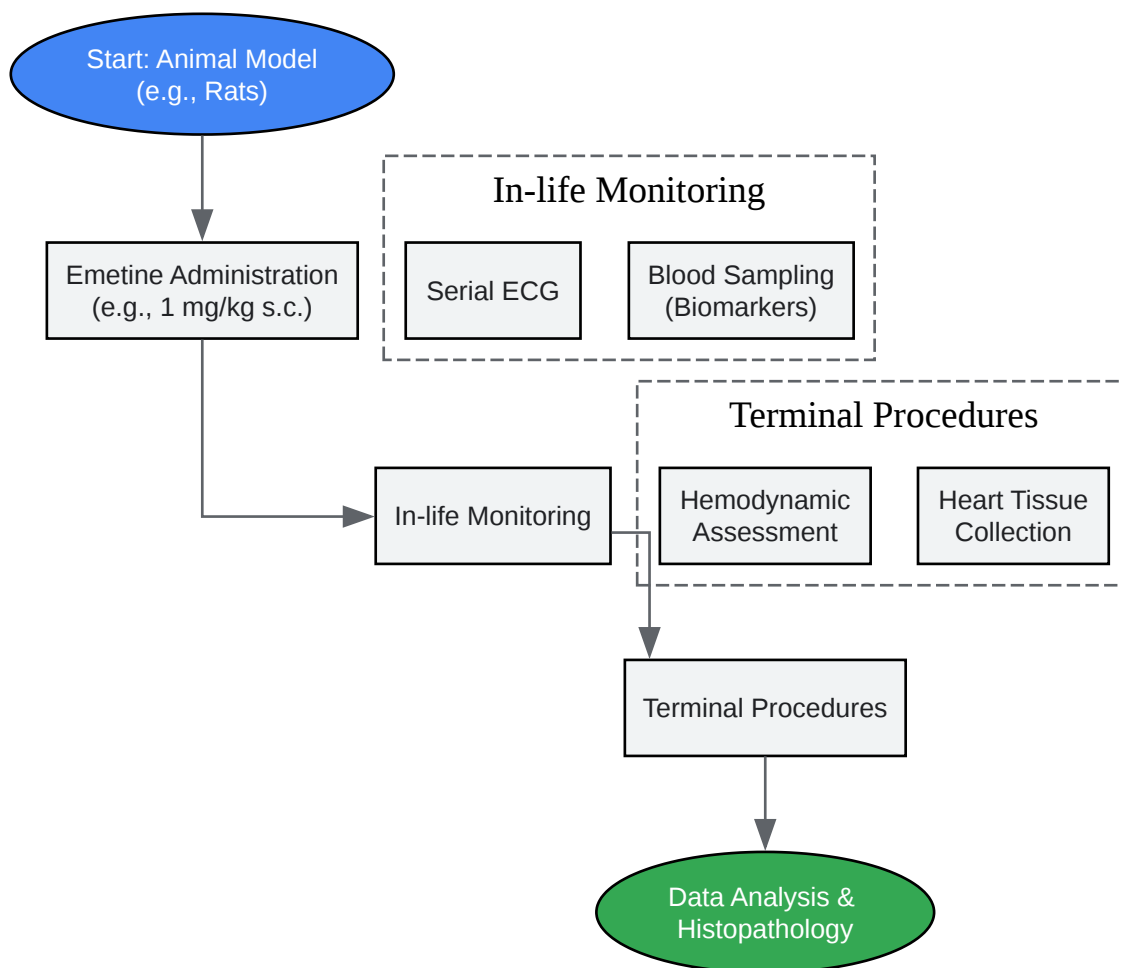 Start: Animal Model
(e.g., Rats)
In-life Monitoring
Emetine Administration
(e.g., 1 mg/kg s.c.)
Serial ECG
Blood Sampling
(Biomarkers)
Terminal Procedures
In-life Monitoring
Hemodynamic
Assessment
Heart Tissue
Collection
Terminal Procedures
Data Analysis &
Histopathology